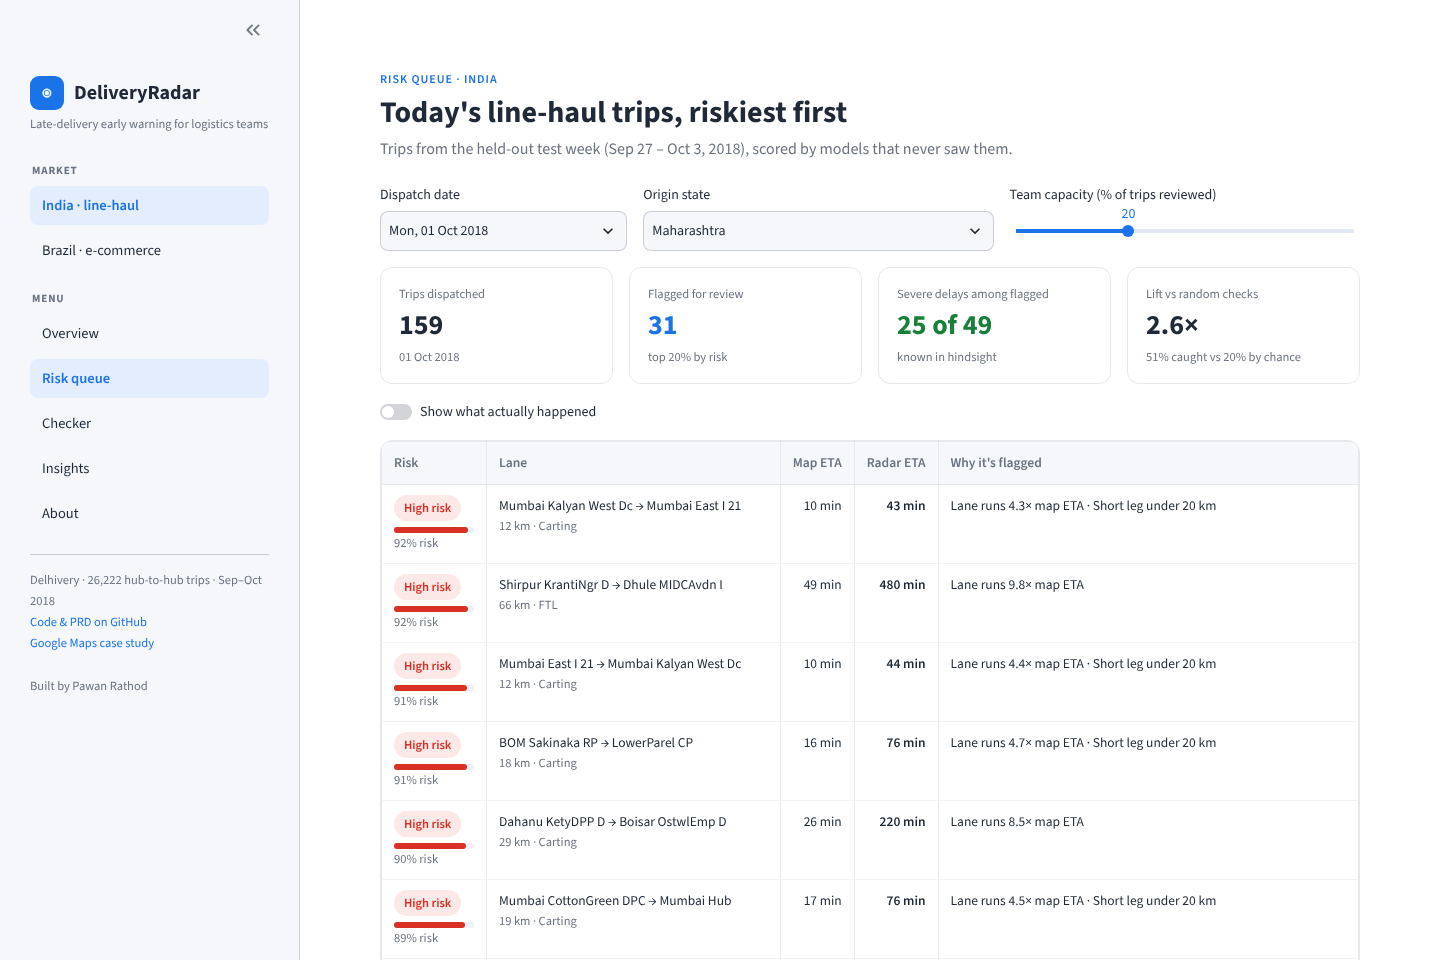 DeliveryRadar
Late-delivery early warning for logistics teams
MARKET
India · line-haul
Brazil · e-commerce
MENU
Overview
Risk queue
Checker
Insights
About
Delhivery · 26,222 hub-to-hub trips · Sep–Oct
2018
Code & PRD on GitHub
Google Maps case study
Built by Pawan Rathod
RISK QUEUE · INDIA
Today's line-haul trips, riskiest first
Trips from the held-out test week (Sep 27 – Oct 3, 2018), scored by models that never saw them.
Dispatch date
Mon, 01 Oct 2018
Origin state
Maharashtra
Team capacity (% of trips reviewed)
20
Trips dispatched
159
01 Oct 2018
Flagged for review
31
top 20% by risk
Severe delays among flagged
25 of 49
known in hindsight
Lift vs random checks
2.6×
51% caught vs 20% by chance
Show what actually happened
Risk Lane Map ETA Radar ETA Why it's flagged
High risk Mumbai Kalyan West Dc → Mumbai East I 21 10 min 43 min Lane runs 4.3× map ETA · Short leg under 20 km
12 km · Carting
92% risk
High risk Shirpur KrantiNgr D → Dhule MIDCAvdn I 49 min 480 min Lane runs 9.8× map ETA
66 km · FTL
92% risk
High risk Mumbai East I 21 → Mumbai Kalyan West Dc 10 min 44 min Lane runs 4.4× map ETA · Short leg under 20 km
12 km · Carting
91% risk
High risk BOM Sakinaka RP → LowerParel CP 16 min 76 min Lane runs 4.7× map ETA · Short leg under 20 km
18 km · Carting
91% risk
High risk Dahanu KetyDPP D → Boisar OstwlEmp D 26 min 220 min Lane runs 8.5× map ETA
29 km · Carting
90% risk
High risk Mumbai CottonGreen DPC → Mumbai Hub 17 min 76 min Lane runs 4.5× map ETA · Short leg under 20 km
19 km · Carting
89% risk